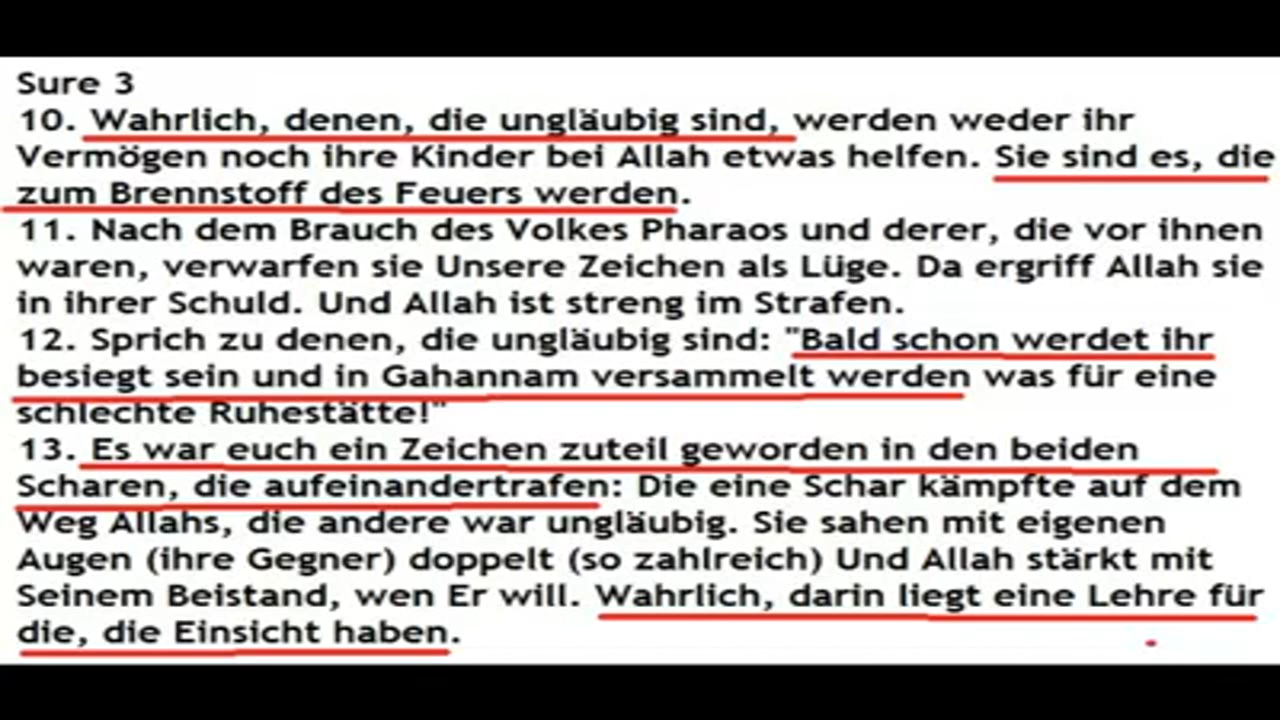 Sure 3
10. Wahrlich, denen, die ungläubig sind, werden weder ihr
Vermögen noch ihre Kinder bei Allah etwas helfen. Sie sind es, die
zum Brennstoff des Feuers werden.
11. Nach dem Brauch des Volkes Pharaos und derer, die vor ihnen
waren, verwarfen sie Unsere Zeichen als Lüge. Da ergriff Allah sie
in ihrer Schuld. Und Allah ist streng im Strafen.
12. Sprich zu denen, die ungläubig sind: "Bald schon werdet ihr
besiegt sein und in Gahannam versammelt werden was für eine
schlechte Ruhestätte!"
13. Es war euch ein Zeichen zuteil geworden in den beiden
Scharen, die aufeinandertrafen: Die eine Schar kämpfte auf dem
Weg Allahs, die andere war ungläubig. Sie sahen mit eigenen
Augen (ihre Gegner) doppelt (so zahlreich) Und Allah stärkt mit
Seinem Beistand, wen Er will. Wahrlich, darin liegt eine Lehre für
die, die Einsicht haben.